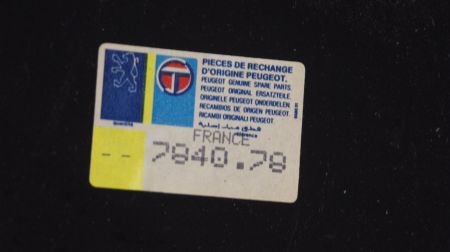 PIECES DE RECHANGE
D'ORIGINE PEUGEOT.
PEUGEOT GENUINE SPARE PARTS.
PEUGEOT ORIGINAL ERSATZTEILE.
ORIGINELE PEUGEOT ONDERDELEN.
RECAMBIOS DE ORIGEN PEUGEOT.
RICAMBI ORIGINALI PEUGEOT.
référence
FRANCE
-- 7840.78